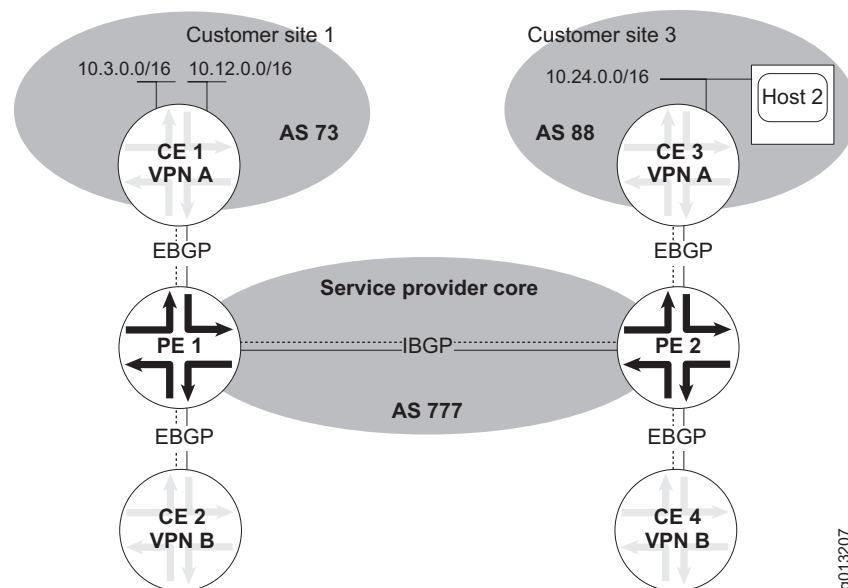 Customer site 1
10.3.0.0/16
10.12.0.0/16
AS 73
CE 1
VPN A
Customer site 3
10.24.0.0/16
Host 2
AS 88
CE 3
VPN A
EBGP
EBGP
Service provider core
PE 1
IBGP
PE 2
AS 777
EBGP
EBGP
CE 2
VPN B
CE 4
VPN B
g013207